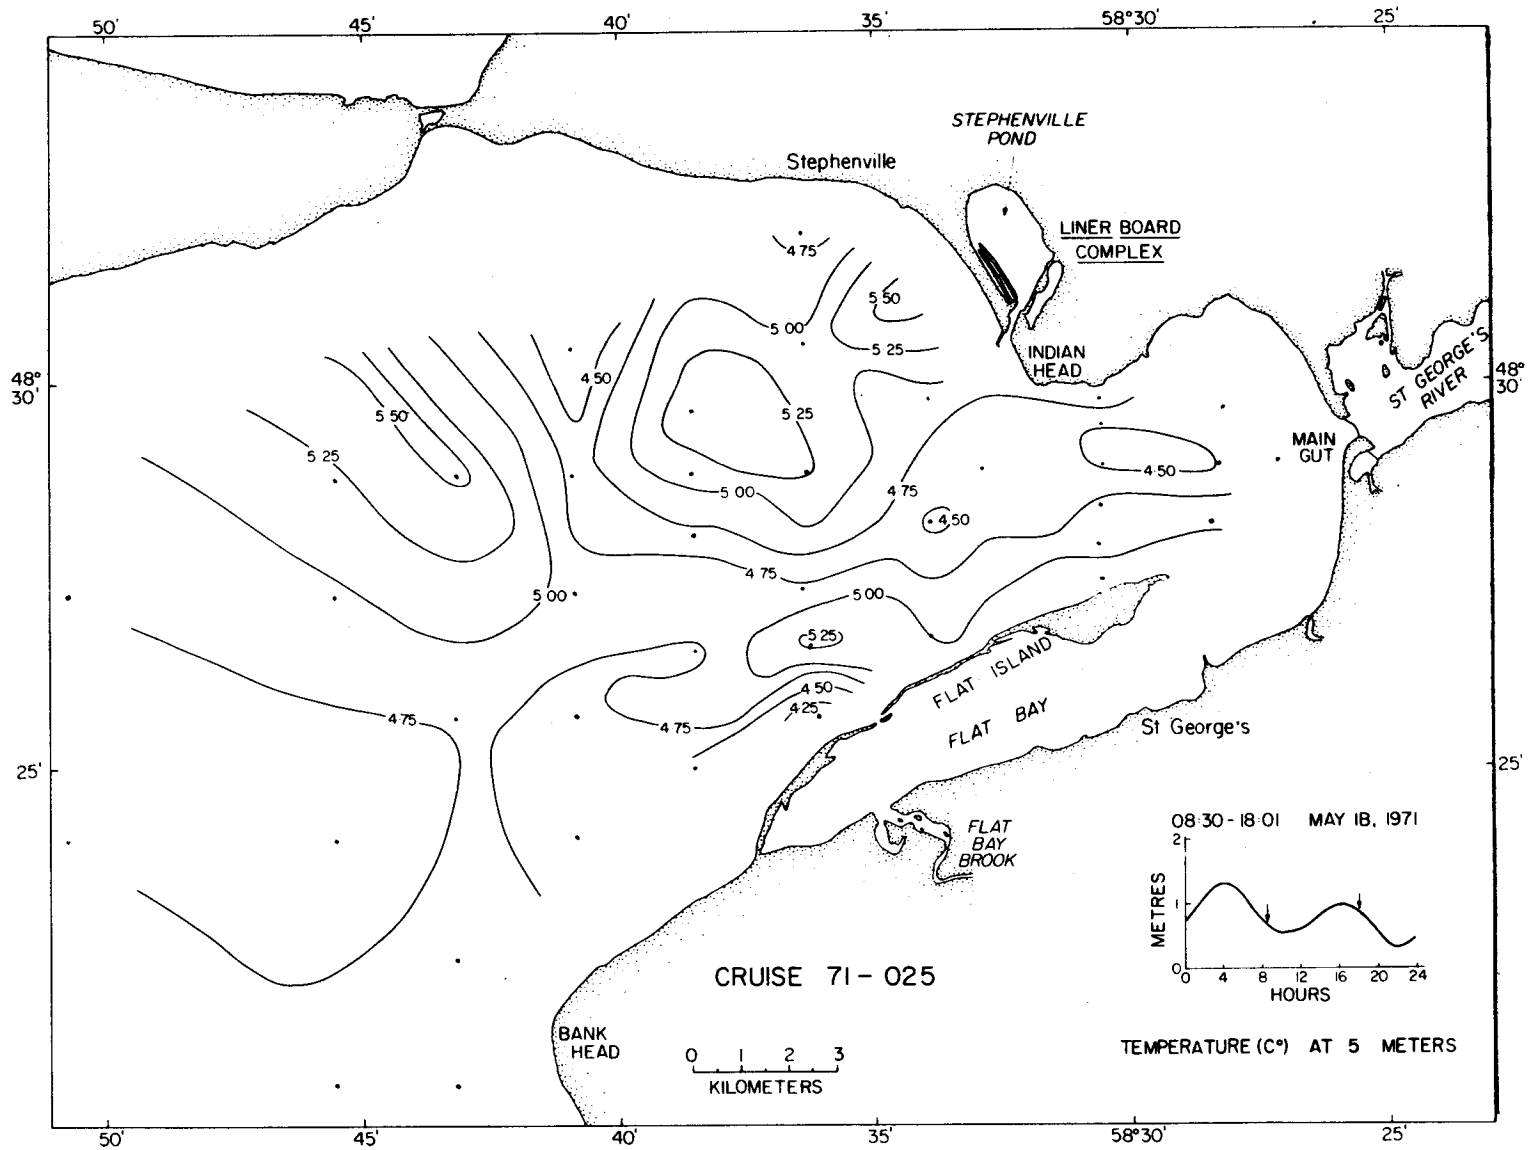 50' 45' 40' 35' 58°30' 25'
STEPHENVILLE
POND
Stephenville
LINER BOARD
COMPLEX
4.75
5.50
5.00
5.25
INDIAN
HEAD
48°
30'
48°
30'
4.50
ST GEORGE'S
RIVER
5.50
5.25
5.25
MAIN
GUT
4.50
5.00
4.75
4.50
4.75
5.00
5.00
5.25
FLAT ISLAND
4.50
4.25
4.75
4.75
FLAT BAY
St George's
25'
25'
08:30-18:01 MAY 18, 1971
FLAT
BAY
BROOK
2
1
0
METRES
0 4 8 12 16 20 24
HOURS
CRUISE 71-025
BANK
HEAD
0 1 2 3
KILOMETERS
TEMPERATURE (C°) AT 5 METERS
50' 45' 40' 35' 58°30' 25'